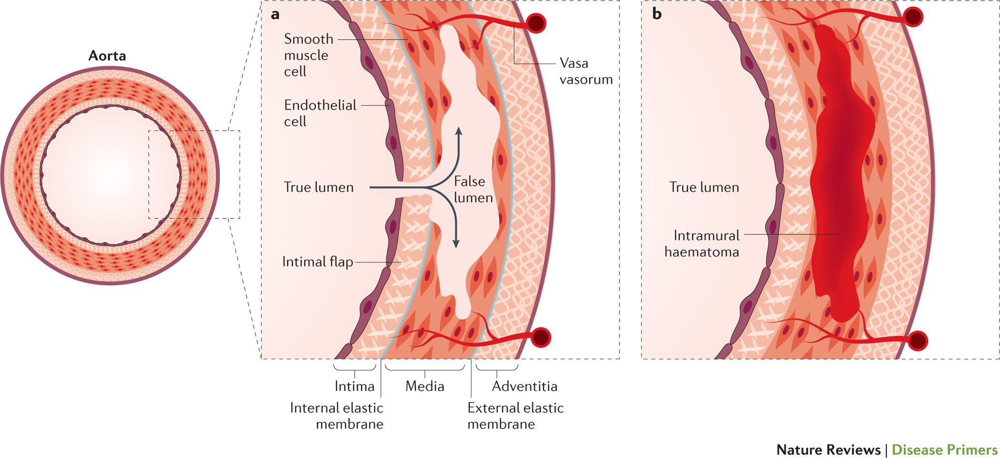 Aorta
a
Smooth
muscle
cell
Vasa
vasorum
Endothelial
cell
True lumen
False
lumen
Intimal flap
Intima
Media
Adventitia
Internal elastic
membrane
External elastic
membrane
b
True lumen
Intramural
haematoma
Nature Reviews | Disease Primers